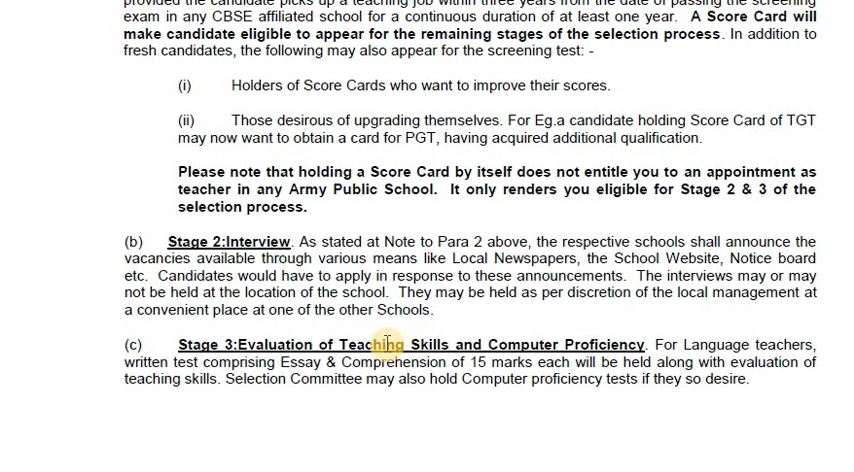 provided the candidate picks up a teaching job within three years from the date of passing the screening
exam in any CBSE affiliated school for a continuous duration of at least one year. A Score Card will
make candidate eligible to appear for the remaining stages of the selection process. In addition to
fresh candidates, the following may also appear for the screening test: -
(i) Holders of Score Cards who want to improve their scores.
(ii) Those desirous of upgrading themselves. For Eg.a candidate holding Score Card of TGT
may now want to obtain a card for PGT, having acquired additional qualification.
Please note that holding a Score Card by itself does not entitle you to an appointment as
teacher in any Army Public School. It only renders you eligible for Stage 2 & 3 of the
selection process.
(b) Stage 2:Interview. As stated at Note to Para 2 above, the respective schools shall announce the
vacancies available through various means like Local Newspapers, the School Website, Notice board
etc. Candidates would have to apply in response to these announcements. The interviews may or may
not be held at the location of the school. They may be held as per discretion of the local management at
a convenient place at one of the other Schools.
(c) Stage 3:Evaluation of Teaching Skills and Computer Proficiency. For Language teachers,
written test comprising Essay & Comprehension of 15 marks each will be held along with evaluation of
teaching skills. Selection Committee may also hold Computer proficiency tests if they so desire.